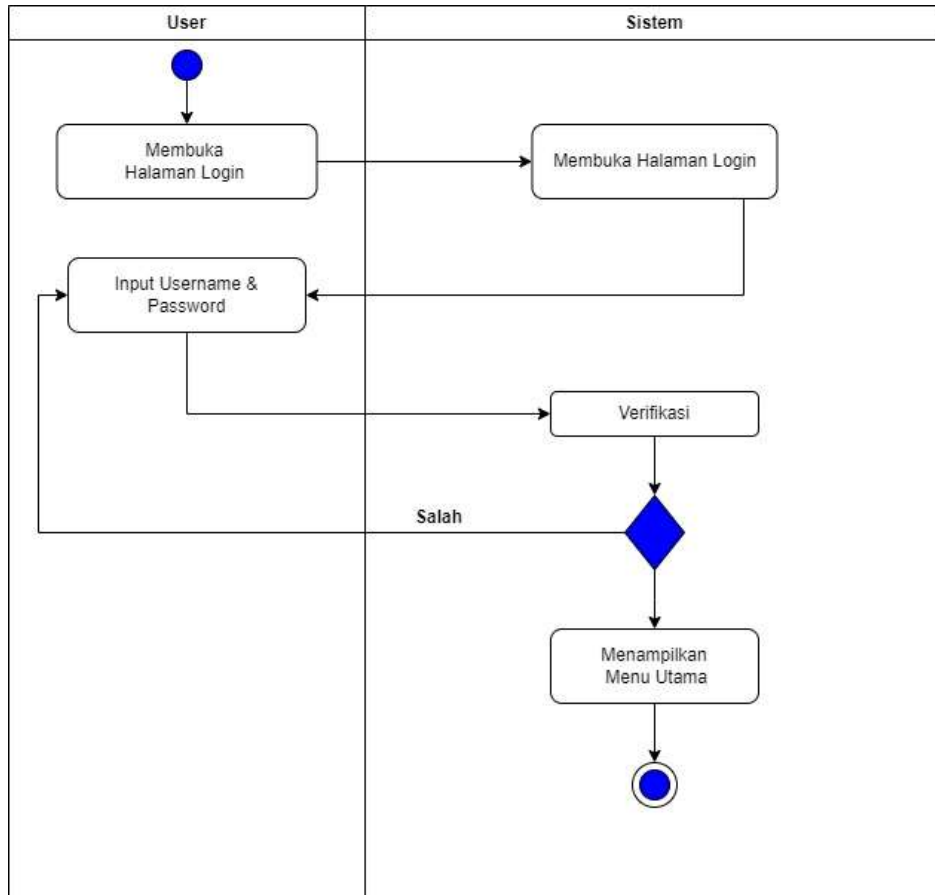 User
Sistem
Membuka
Halaman Login
Membuka Halaman Login
Input Username &
Password
Verifikasi
Salah
Menampilkan
Menu Utama